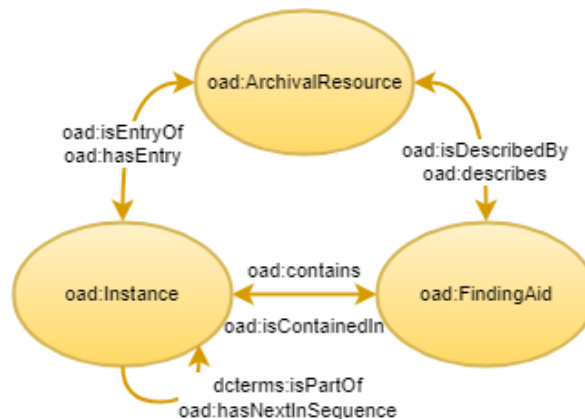 oad:ArchivalResource
oad:isEntryOf
oad:hasEntry
oad:isDescribedBy
oad:describes
oad:contains
oad:Instance
oad:FindingAid
oad:isContainedIn
dcterms:isPartOf
oad:hasNextInSequence